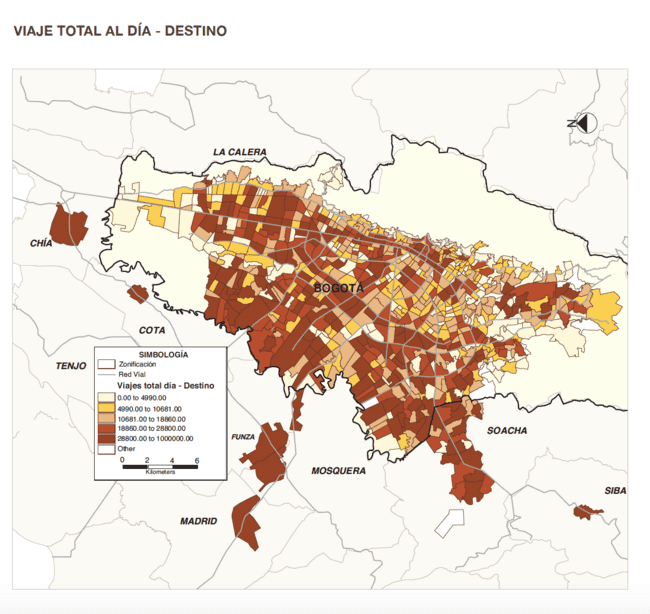 VIAJE TOTAL AL DÍA - DESTINO
LA CALERA
N
CHÍA
BOGOTÁ
COTA
TENJO
SIMBOLOGÍA
Zonificación
Red Vial
Viajes total día - Destino
0.00 to 4990.00
4990.00 to 10681.00
10681.00 to 18860.00
18860.00 to 28800.00
28800.00 to 1000000.00
Other
0 2 4 6
Kilometers
FUNZA
SOACHA
MOSQUERA
SIBA
MADRID